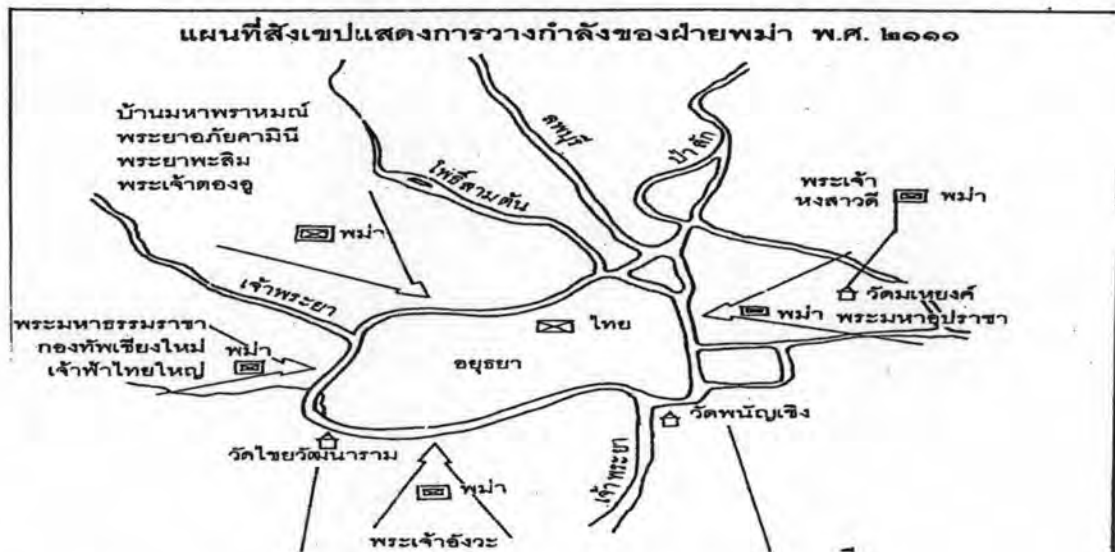 แผนที่สังเขปแสดงการวางกำลังของฝ่ายพม่า พ.ศ. ๒๑๑๑
บ้านมหาพราหมณ์
พระยาอภัยคามินี
พระยาพะสิม
พระเจ้าตองอู
พม่า
ลพบุรี
ป่าสัก
โพธิ์สามต้น
พระเจ้า
หงสาวดี
พม่า
เจ้าพระยา
วัดมเหยงค์
พม่า
พระมหาอุปราชา
ไทย
อยุธยา
พระมหาธรรมราชา
กองทัพเชียงใหม่
เจ้าฟ้าไทยใหญ่
พม่า
วัดพนัญเชิง
วัดไชยวัฒนาราม
เจ้าพระยา
พม่า
พระเจ้าอังวะ